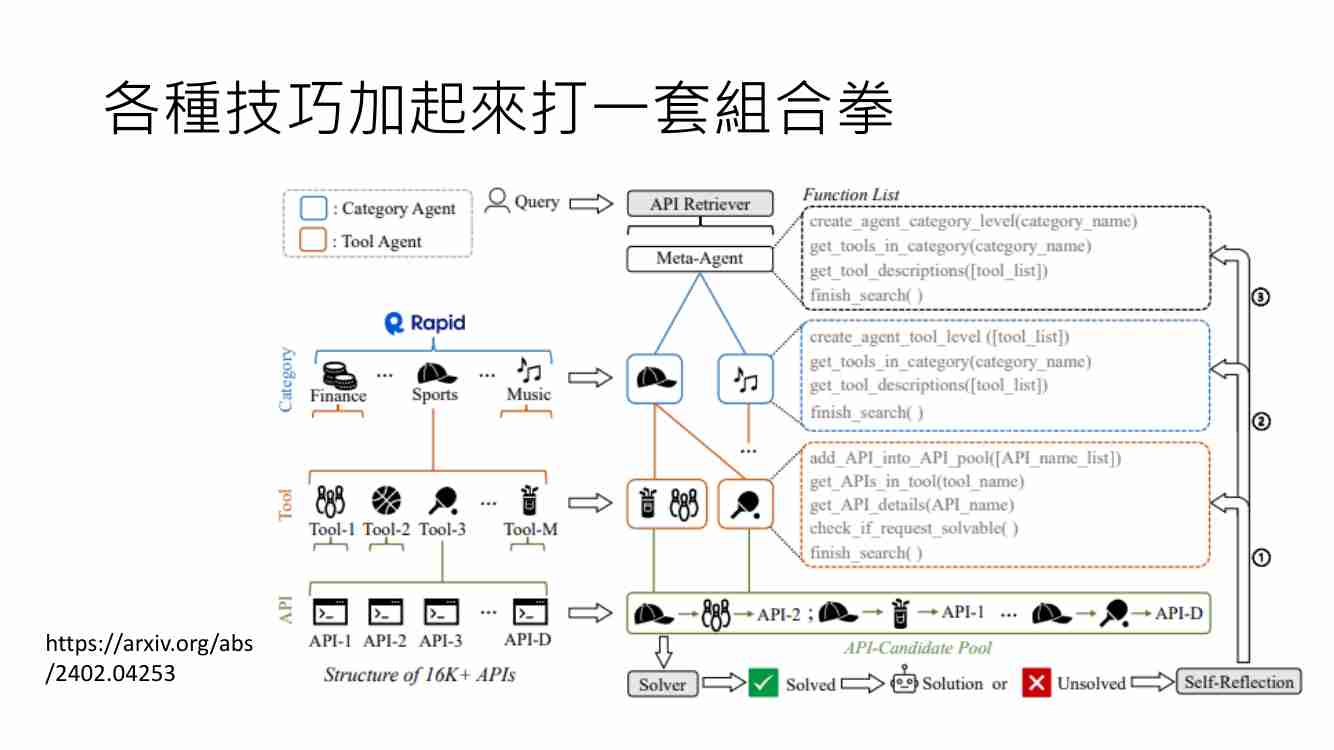 各種技巧加起來打一套組合拳
: Category Agent
: Tool Agent
Query
API Retriever
Meta-Agent
Function List
create_agent_category_level(category_name)
get_tools_in_category(category_name)
get_tool_descriptions([tool_list])
finish_search( )
Rapid
Category
Finance
...
Sports
...
Music
create_agent_tool_level ([tool_list])
get_tools_in_category(category_name)
get_tool_descriptions([tool_list])
finish_search( )
...
Tool
Tool-1
Tool-2
Tool-3
...
Tool-M
add_API_into_API_pool([API_name_list])
get_APIs_in_tool(tool_name)
get_API_details(API_name)
check_if_request_solvable( )
finish_search( )
③
②
①
API
API-1
API-2
API-3
...
API-D
API-2 ;
API-1
...
API-D
API-Candidate Pool
Structure of 16K+ APIs
https://arxiv.org/abs
/2402.04253
Solver
Solved
Solution or
Unsolved
Self-Reflection